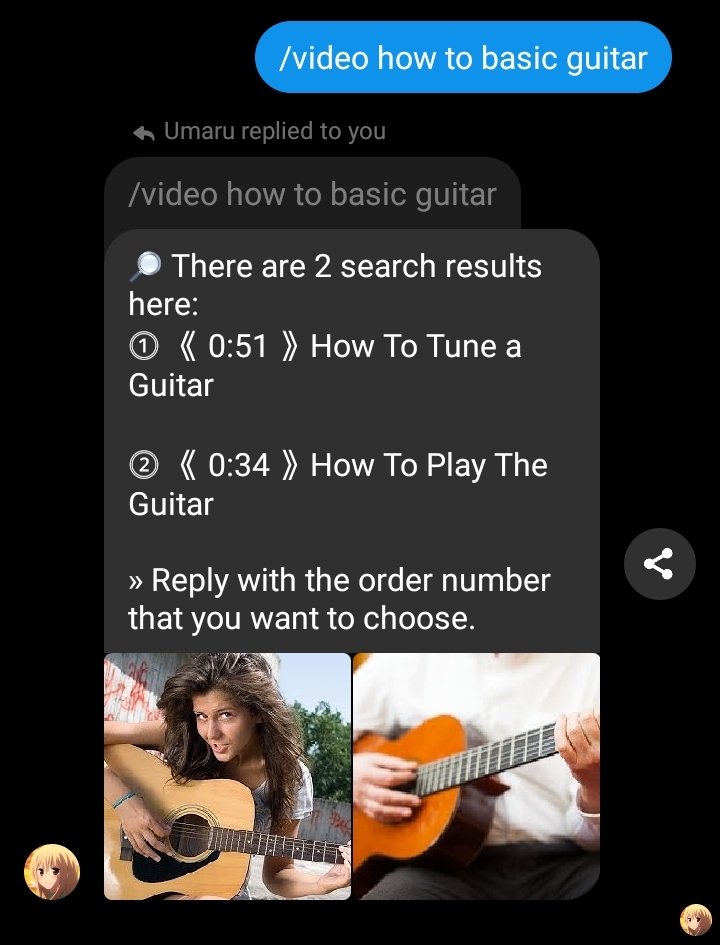 /video how to basic guitar
Umaru replied to you
/video how to basic guitar
🔎 There are 2 search results
here:
⓵ 《 0:51 》 How To Tune a
Guitar
⓶ 《 0:34 》 How To Play The
Guitar
» Reply with the order number
that you want to choose.